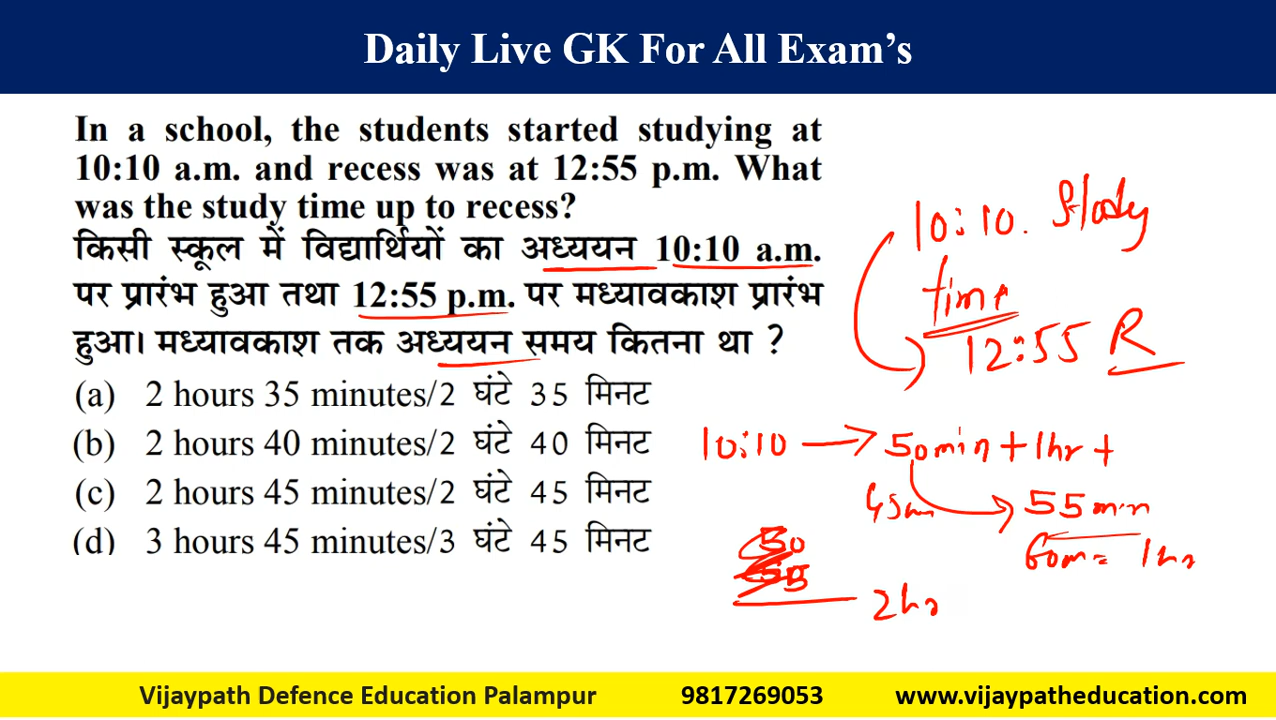 Daily Live GK For All Exam's
In a school, the students started studying at
10:10 a.m. and recess was at 12:55 p.m. What
was the study time up to recess?
किसी स्कूल में विद्यार्थियों का अध्ययन 10:10 a.m.
पर प्रारंभ हुआ तथा 12:55 p.m. पर मध्यावकाश प्रारंभ
हुआ। मध्यावकाश तक अध्ययन समय कितना था ?
(a) 2 hours 35 minutes/2 घंटे 35 मिनट
(b) 2 hours 40 minutes/2 घंटे 40 मिनट
(c) 2 hours 45 minutes/2 घंटे 45 मिनट
(d) 3 hours 45 minutes/3 घंटे 45 मिनट
10:10. Study
time
12:55 R
10:10 → 50min + 1hr +
55min
60m = 1hr
50
2hr
Vijaypath Defence Education Palampur 9817269053 www.vijaypatheducation.com